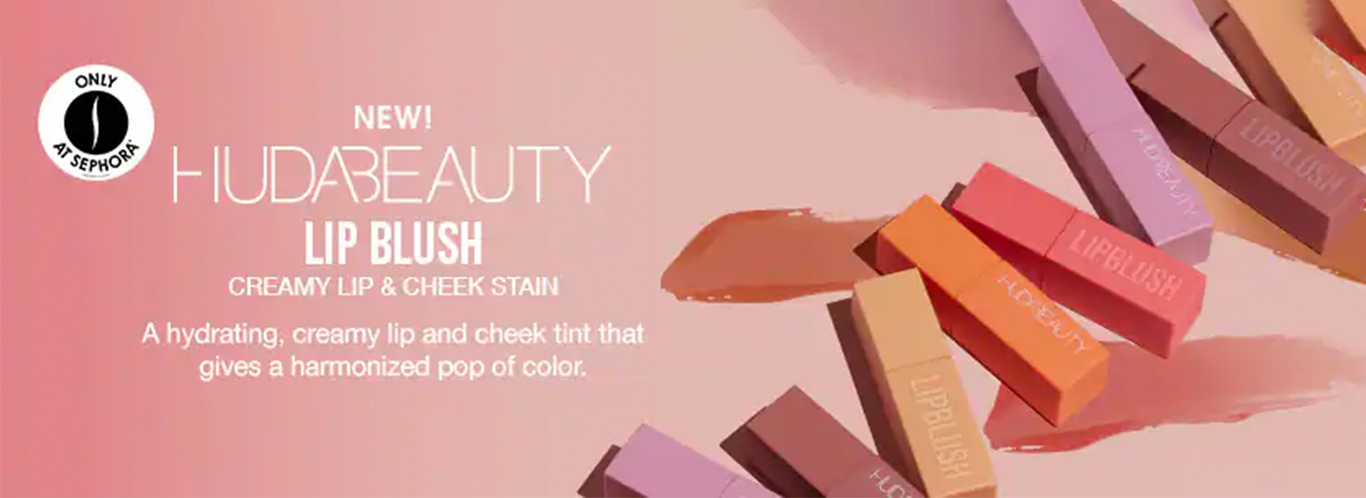 ONLY
AT SEPHORA
NEW!
HUDABEAUTY
LIP BLUSH
CREAMY LIP & CHEEK STAIN
A hydrating, creamy lip and cheek tint that
gives a harmonized pop of color.
HUDABEAUTY
LIPBLUSH
LIPBLUSH
HUDABEAUTY
LIPBLUSH